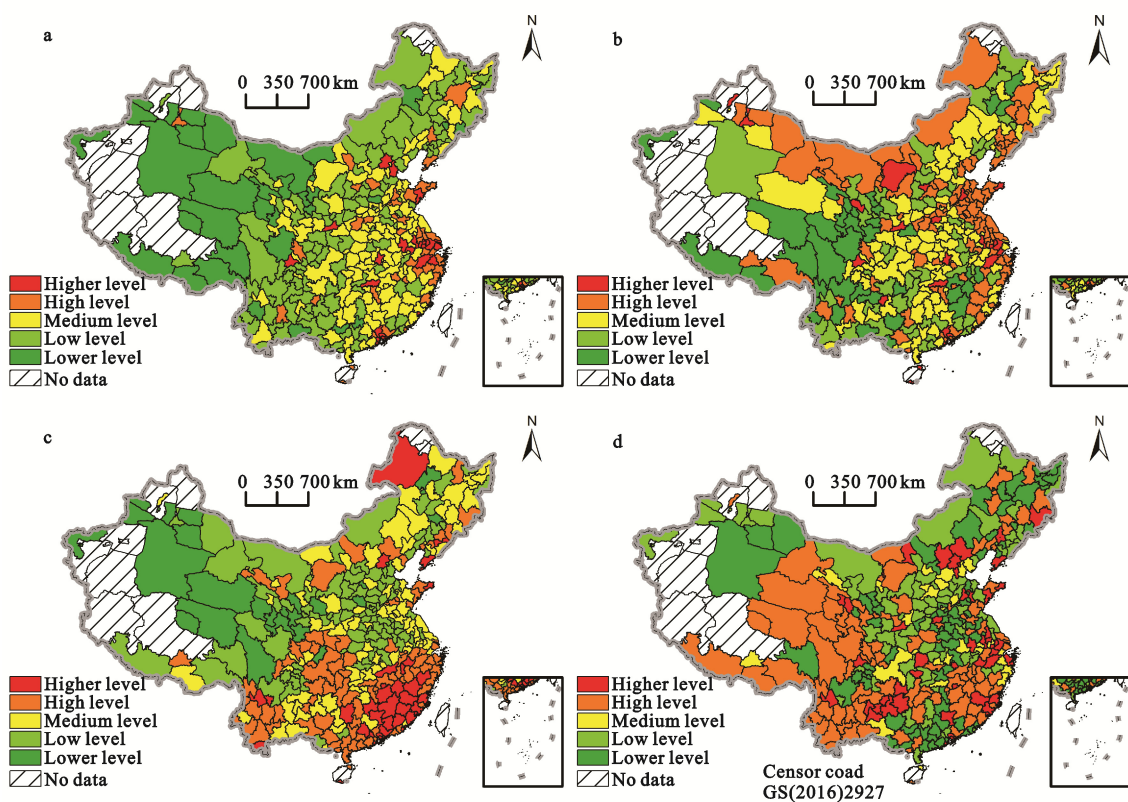 a
N
0 350 700 km
Higher level
High level
Medium level
Low level
Lower level
No data
b
N
0 350 700 km
Higher level
High level
Medium level
Low level
Lower level
No data
c
N
0 350 700 km
Higher level
High level
Medium level
Low level
Lower level
No data
d
N
0 350 700 km
Higher level
High level
Medium level
Low level
Lower level
No data
Censor coad
GS(2016)2927